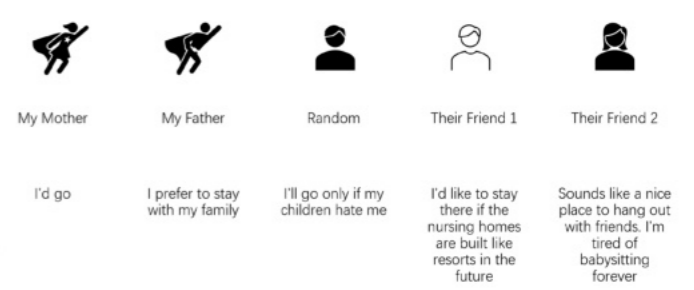 My Mother
My Father
Random
Their Friend 1
Their Friend 2
I'd go
I prefer to stay
with my family
I'll go only if my
children hate me
I'd like to stay
there if the
nursing homes
are built like
resorts in the
future
Sounds like a nice
place to hang out
with friends. I'm
tired of
babysitting
forever